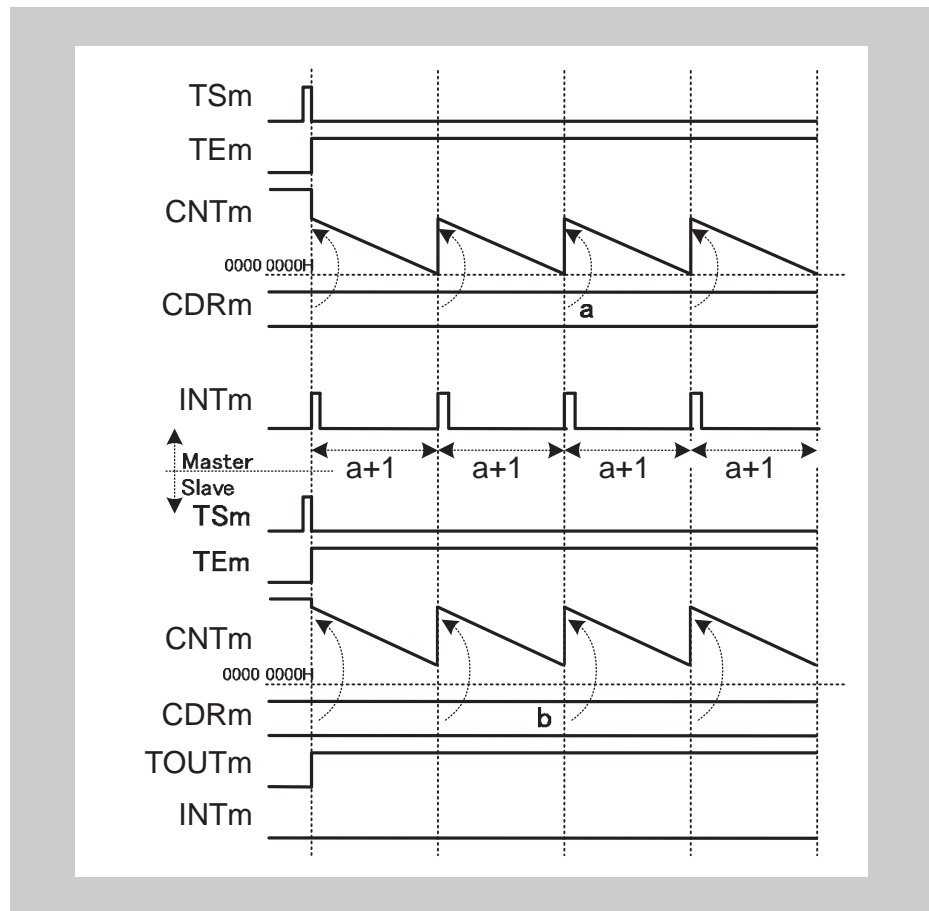 TSm
TEm
CNTm
0000 0000H
CDRm
a
INTm
a+1 a+1 a+1 a+1
Master
Slave
TSm
TEm
CNTm
0000 0000H
CDRm
b
TOUTm
INTm